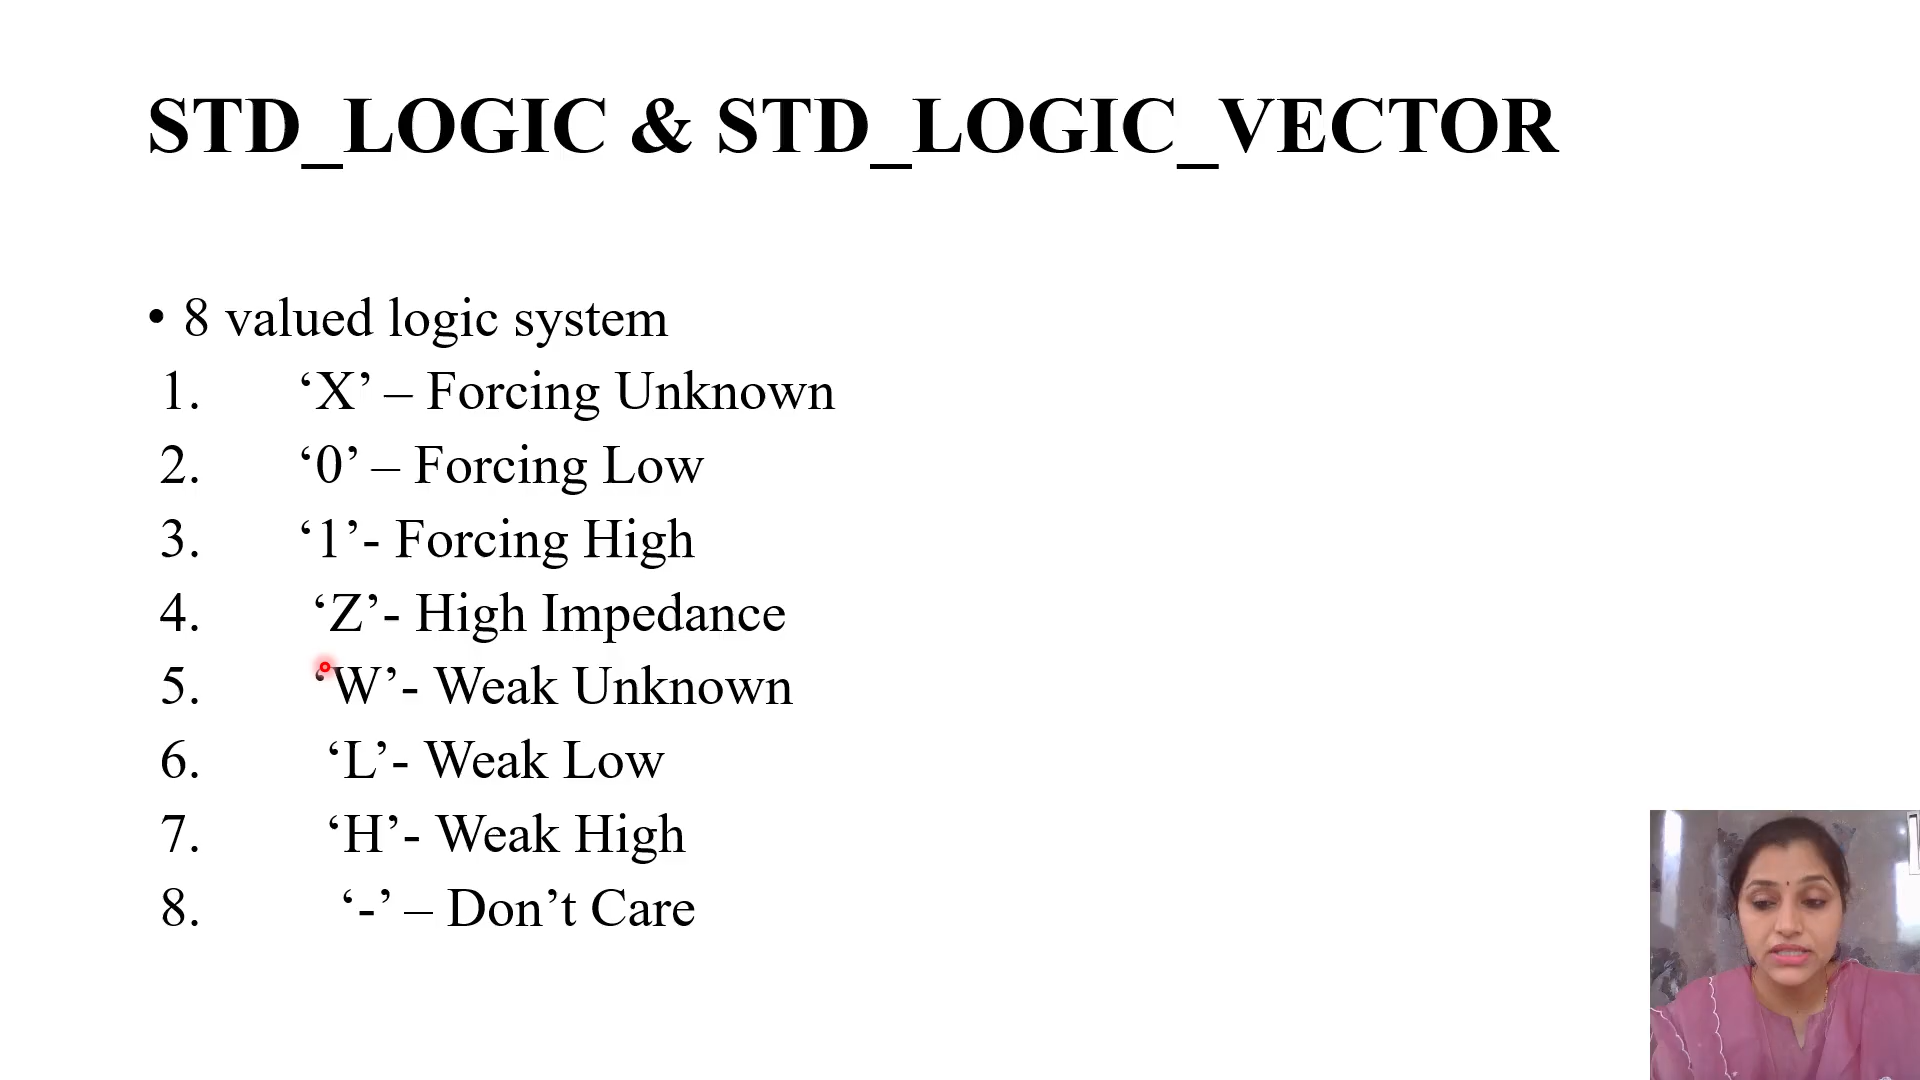 STD_LOGIC & STD_LOGIC_VECTOR
• 8 valued logic system
1. ‘X’ – Forcing Unknown
2. ‘0’ – Forcing Low
3. ‘1’- Forcing High
4. ‘Z’- High Impedance
5. ‘W’- Weak Unknown
6. ‘L’- Weak Low
7. ‘H’- Weak High
8. ‘-’ – Don’t Care